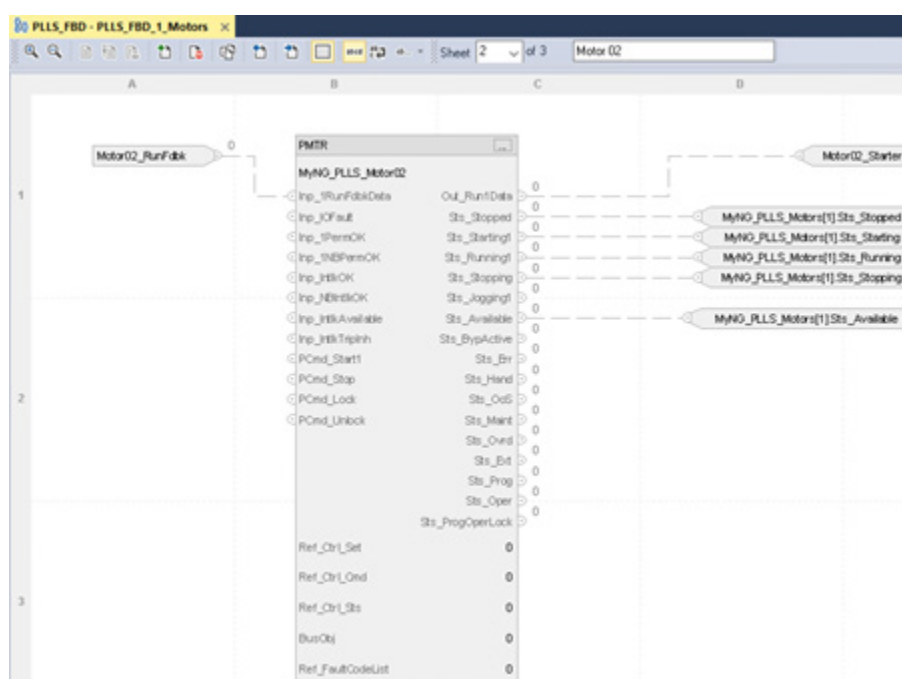 PLLS_FBD - PLLS_FBD_1_Motors ×
Sheet 2 of 3 Motor 02
A B C D
Motor02_RunFdbk 0
PMTR ...
MyNG_PLLS_Motor02
Motor02_Starter
1
Inp_1RunFdbkData Out_Run1Data 0
Inp_IOFault Sts_Stopped 0 MyNG_PLLS_Motors[1].Sts_Stopped
Inp_1PermOK Sts_Starting1 0 MyNG_PLLS_Motors[1].Sts_Starting
Inp_1NBPermOK Sts_Running1 0 MyNG_PLLS_Motors[1].Sts_Running
Inp_IntlkOK Sts_Stopping 0 MyNG_PLLS_Motors[1].Sts_Stopping
Inp_NBIntlkOK Sts_Jogging1 0
Inp_IntlkAvailable Sts_Available 0 MyNG_PLLS_Motors[1].Sts_Available
Inp_IntlkTripInh Sts_BypActive 0
PCmd_Start1 Sts_Err 0
PCmd_Stop Sts_Hand 0
2
PCmd_Lock Sts_OoS 0
PCmd_Unlock Sts_Maint 0
Sts_Ovrd 0
Sts_Ext 0
Sts_Prog 0
Sts_Oper 0
Sts_ProgOperLock 0
Ref_Ctrl_Set 0
Ref_Ctrl_Cmd 0
3
Ref_Ctrl_Sts 0
BusObj 0
Ref_FaultCodeList 0